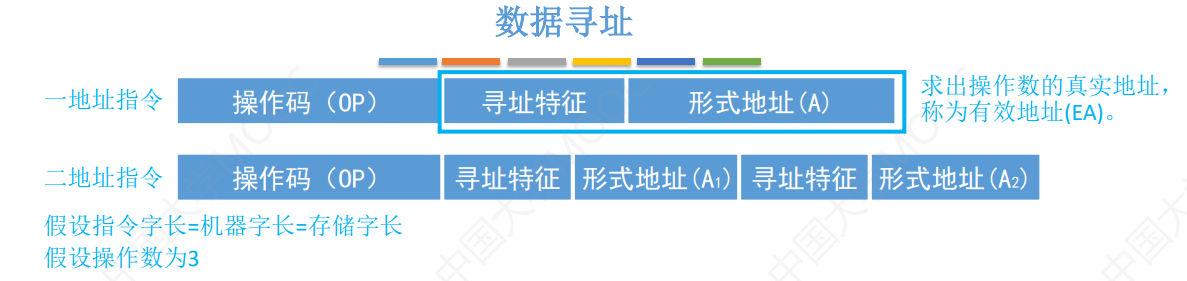 数据寻址
一地址指令 操作码（OP） 寻址特征 形式地址(A) 求出操作数的真实地址，
称为有效地址(EA)。
二地址指令 操作码（OP） 寻址特征 形式地址(A₁) 寻址特征 形式地址(A₂)
假设指令字长=机器字长=存储字长
假设操作数为3